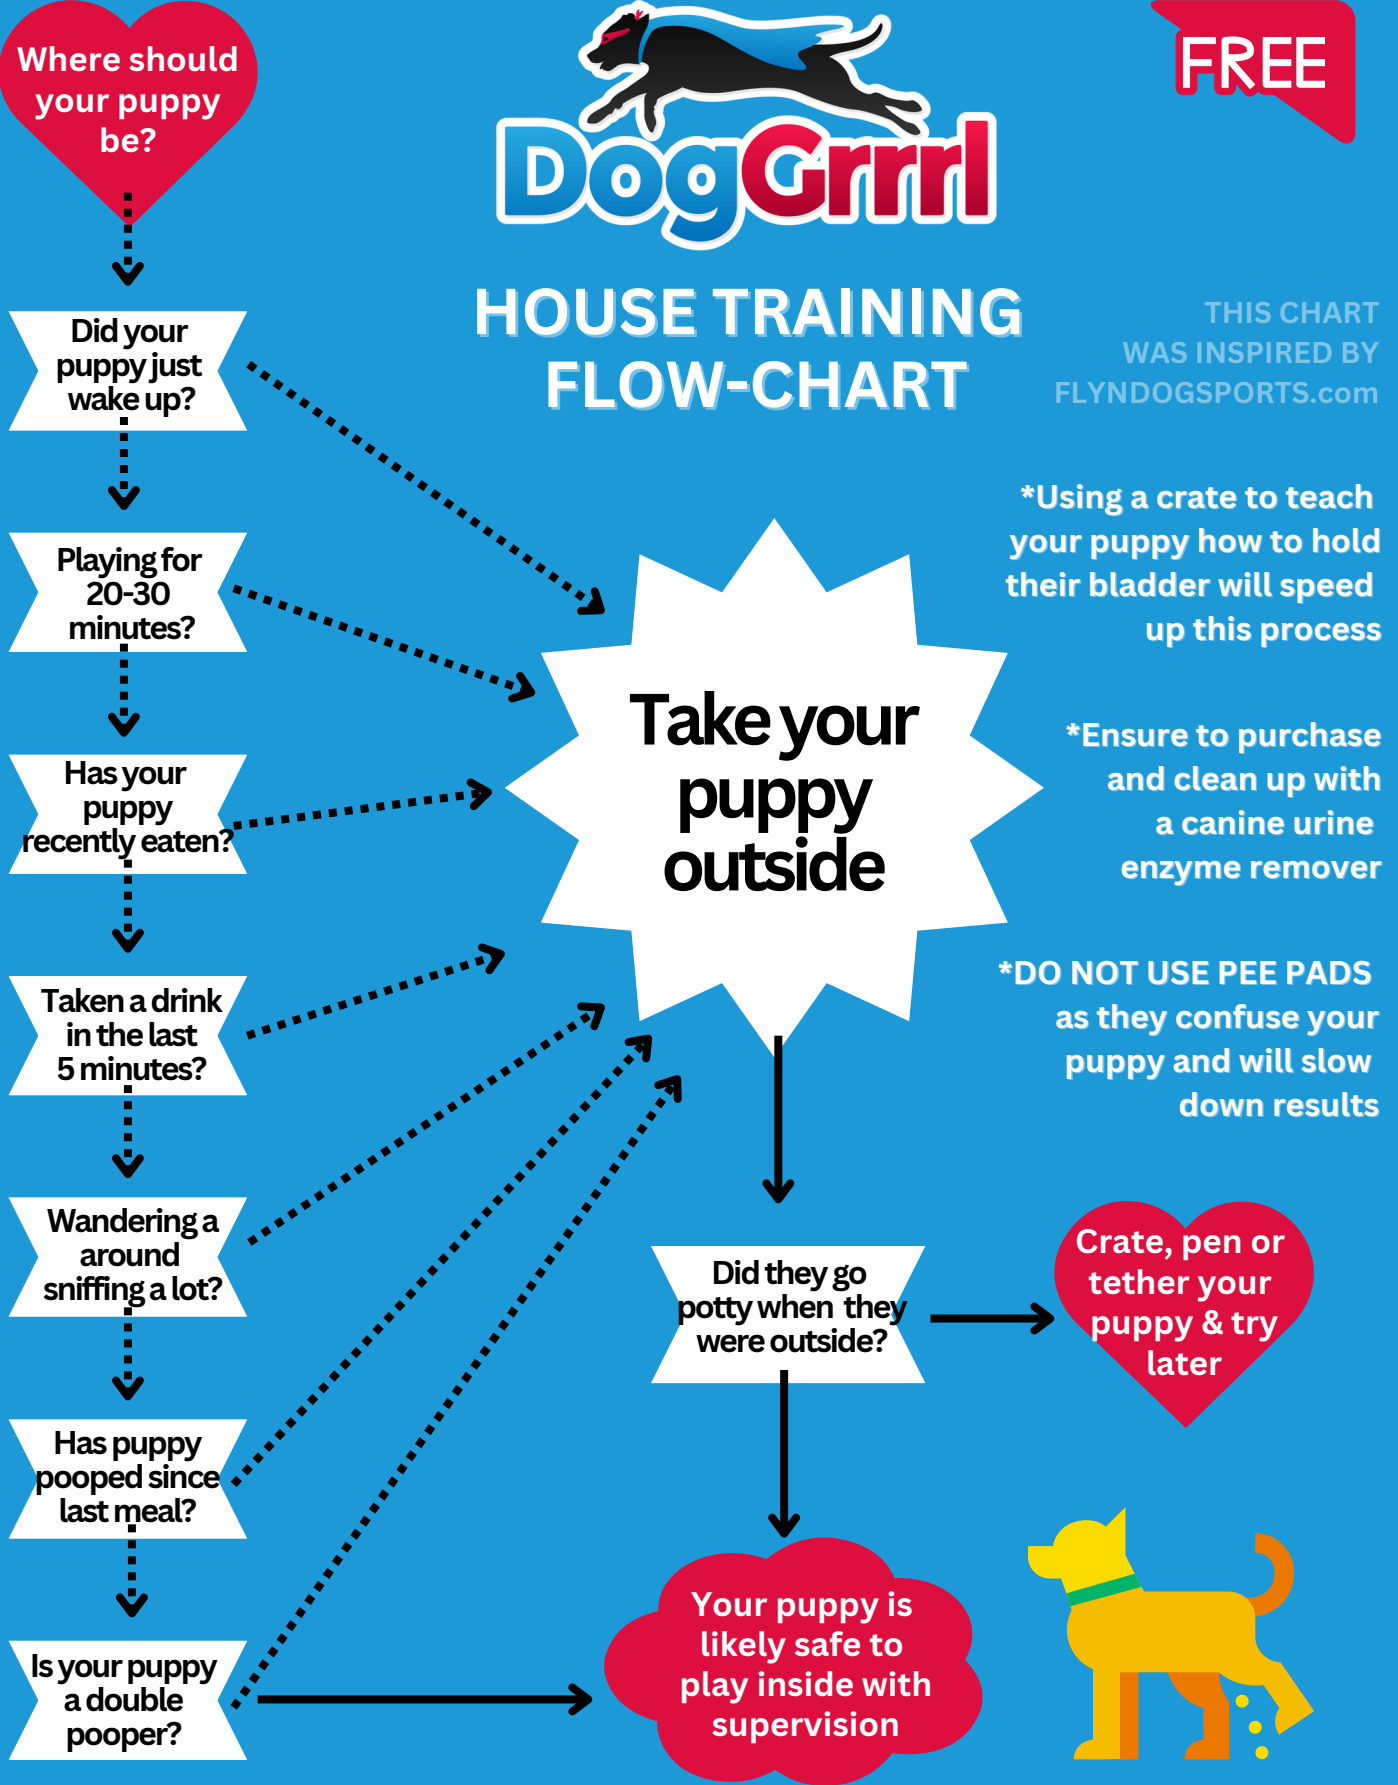 Where should
your puppy
be?
DogGrrrl
FREE
HOUSE TRAINING
FLOW-CHART
THIS CHART
WAS INSPIRED BY
FLYNDOGSPORTS.com
Did your
puppy just
wake up?
Playing for
20-30
minutes?
Has your
puppy
recently eaten?
Taken a drink
in the last
5 minutes?
Wandering a
around
sniffing a lot?
Has puppy
pooped since
last meal?
Is your puppy
a double
pooper?
Take your
puppy
outside
*Using a crate to teach
your puppy how to hold
their bladder will speed
up this process
*Ensure to purchase
and clean up with
a canine urine
enzyme remover
*DO NOT USE PEE PADS
as they confuse your
puppy and will slow
down results
Did they go
potty when they
were outside?
Crate, pen or
tether your
puppy & try
later
Your puppy is
likely safe to
play inside with
supervision